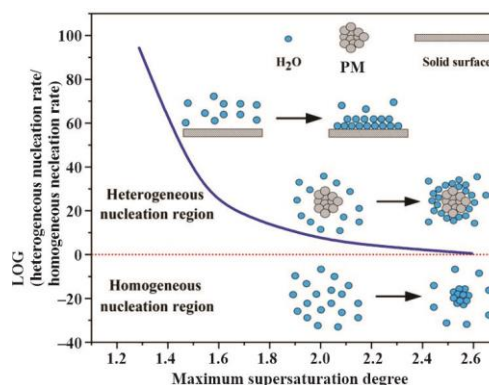 100
80
60
40
20
0
−20
−40
LOG
(heterogeneous nucleation rate/
homogeneous necleation rate)
H₂O
PM
Solid surface
Heterogeneous
nucleation region
Homogeneous
nucleation region
1.2
1.4
1.6
1.8
2.0
2.2
2.4
2.6
Maximum supersaturation degree